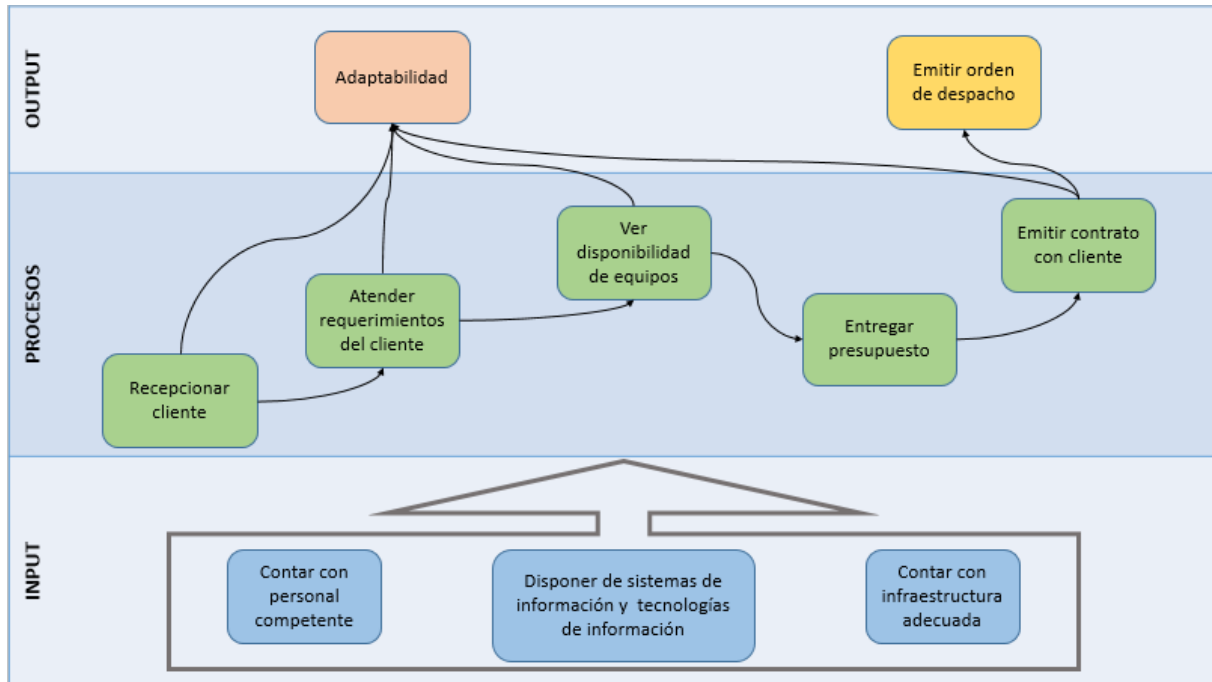 OUTPUT
Adaptabilidad
Emitir orden
de despacho
PROCESOS
Recepcionar
cliente
Atender
requerimientos
del cliente
Ver
disponibilidad
de equipos
Entregar
presupuesto
Emitir contrato
con cliente
INPUT
Contar con
personal
competente
Disponer de sistemas de
información y tecnologías
de información
Contar con
infraestructura
adecuada